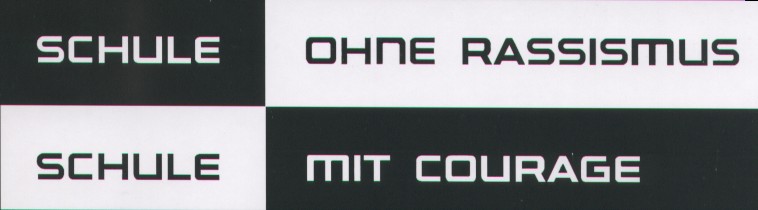 SCHULE OHNE RASSISMUS
SCHULE MIT COURAGE